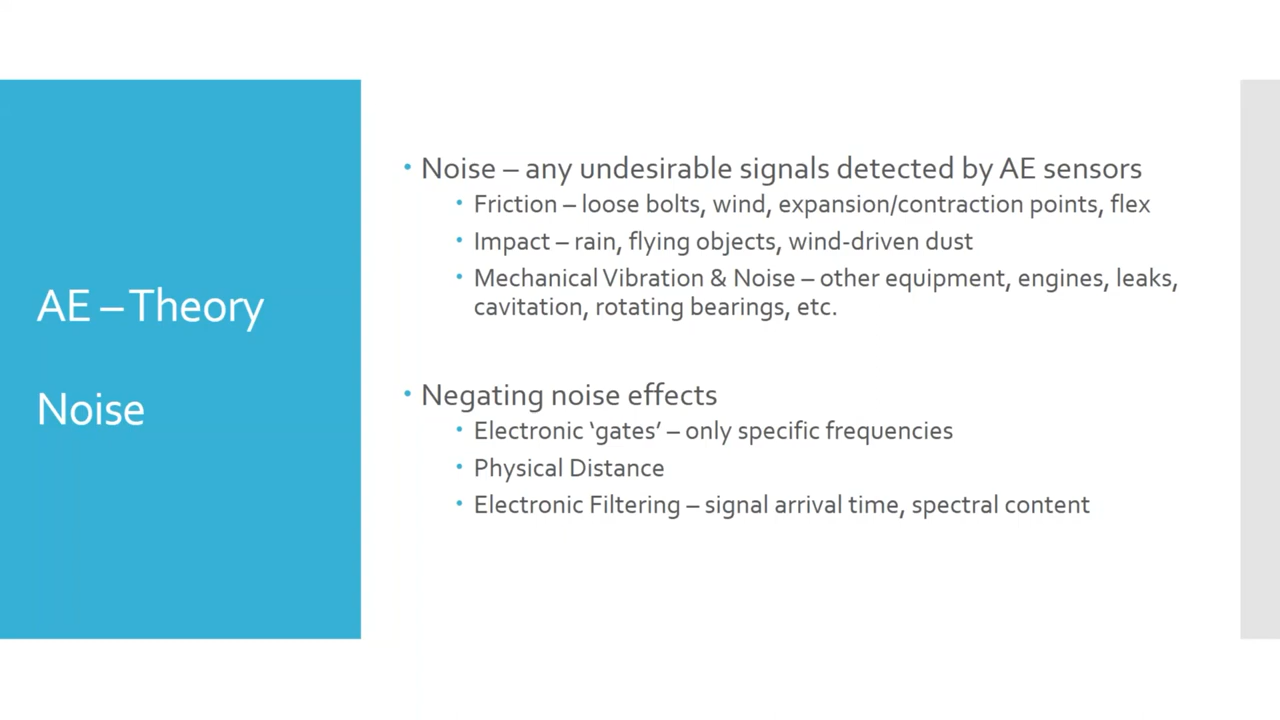 AE – Theory
Noise
• Noise – any undesirable signals detected by AE sensors
• Friction – loose bolts, wind, expansion/contraction points, flex
• Impact – rain, flying objects, wind-driven dust
• Mechanical Vibration & Noise – other equipment, engines, leaks,
cavitation, rotating bearings, etc.
• Negating noise effects
• Electronic ‘gates’ – only specific frequencies
• Physical Distance
• Electronic Filtering – signal arrival time, spectral content